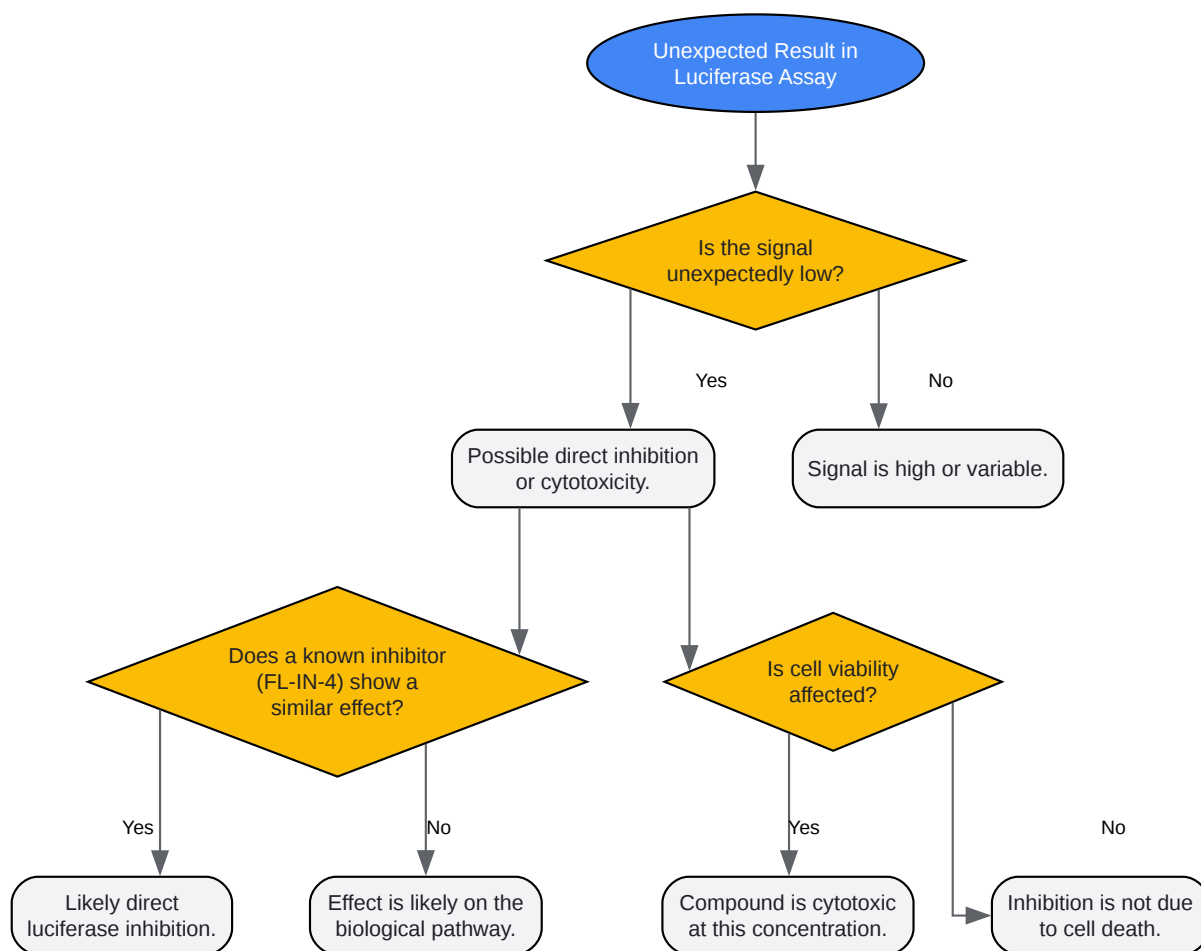 Unexpected Result in
Luciferase Assay
Is the signal
unexpectedly low?
Yes
No
Possible direct inhibition
or cytotoxicity.
Signal is high or variable.
Does a known inhibitor
(FL-IN-4) show a
similar effect?
Is cell viability
affected?
Yes
No
Yes
No
Likely direct
luciferase inhibition.
Effect is likely on the
biological pathway.
Compound is cytotoxic
at this concentration.
Inhibition is not due
to cell death.